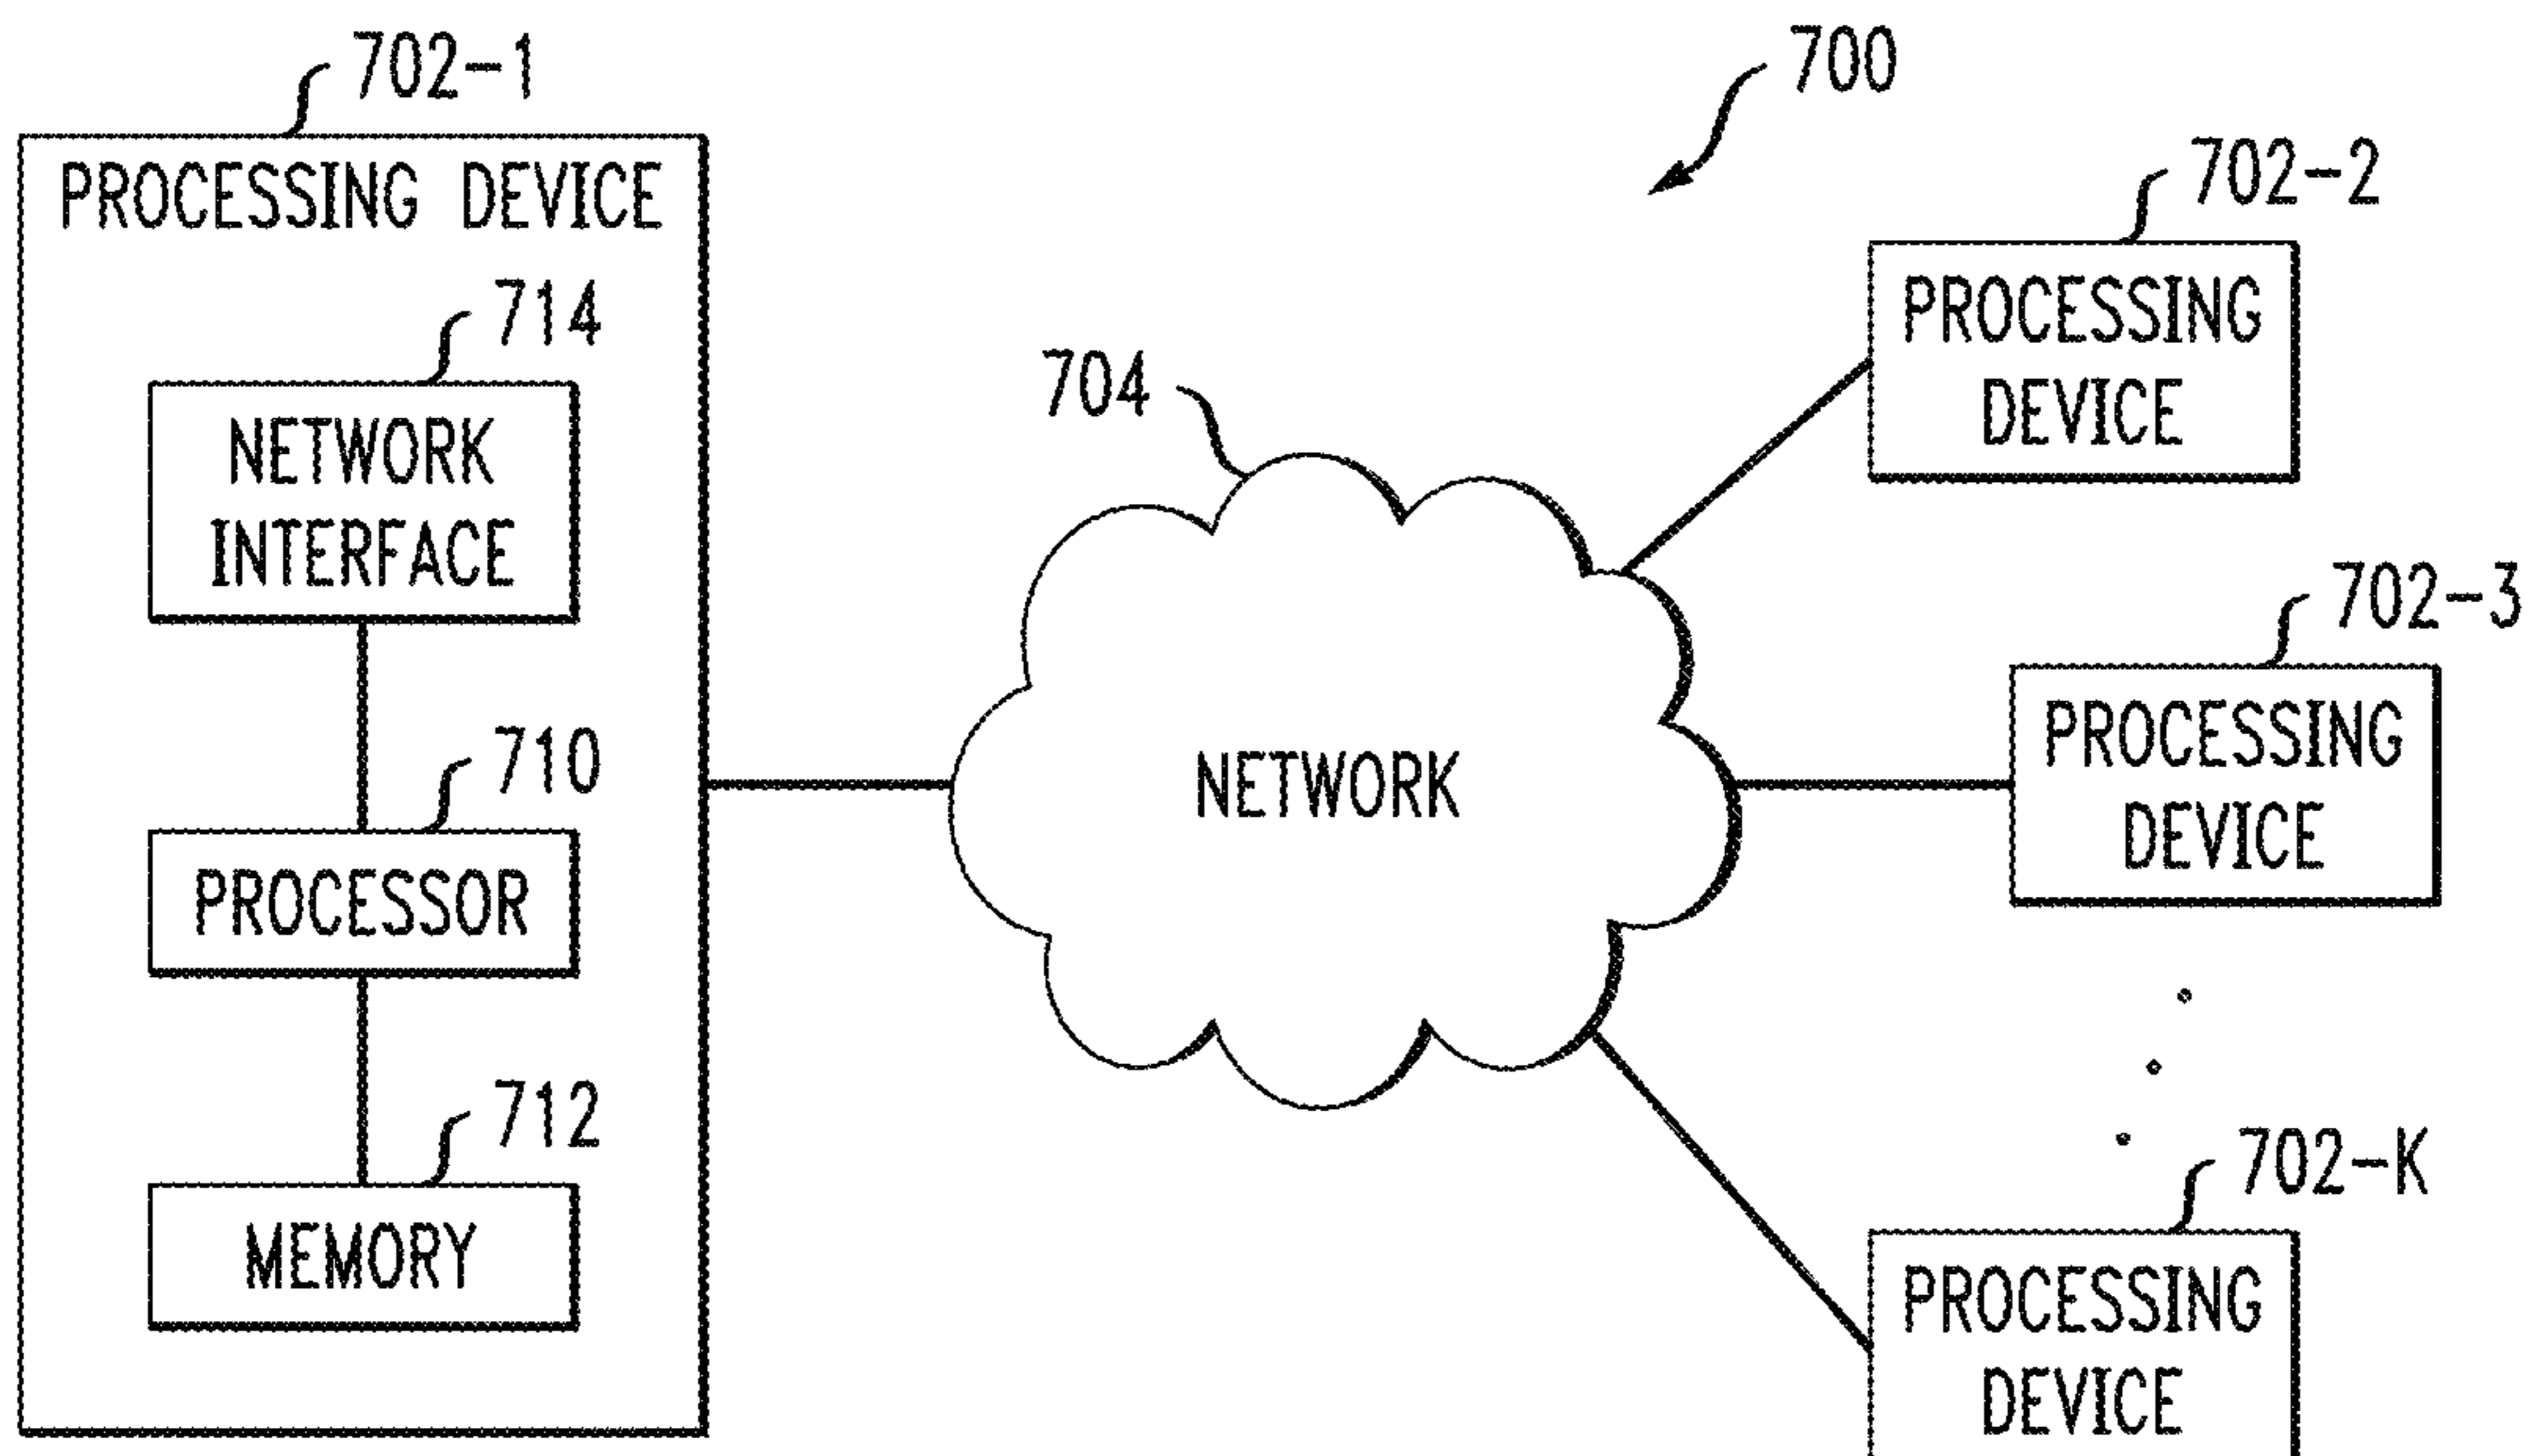 702-1
PROCESSING DEVICE
714
NETWORK
INTERFACE
710
PROCESSOR
712
MEMORY
700
704
NETWORK
702-2
PROCESSING
DEVICE
702-3
PROCESSING
DEVICE
702-K
PROCESSING
DEVICE